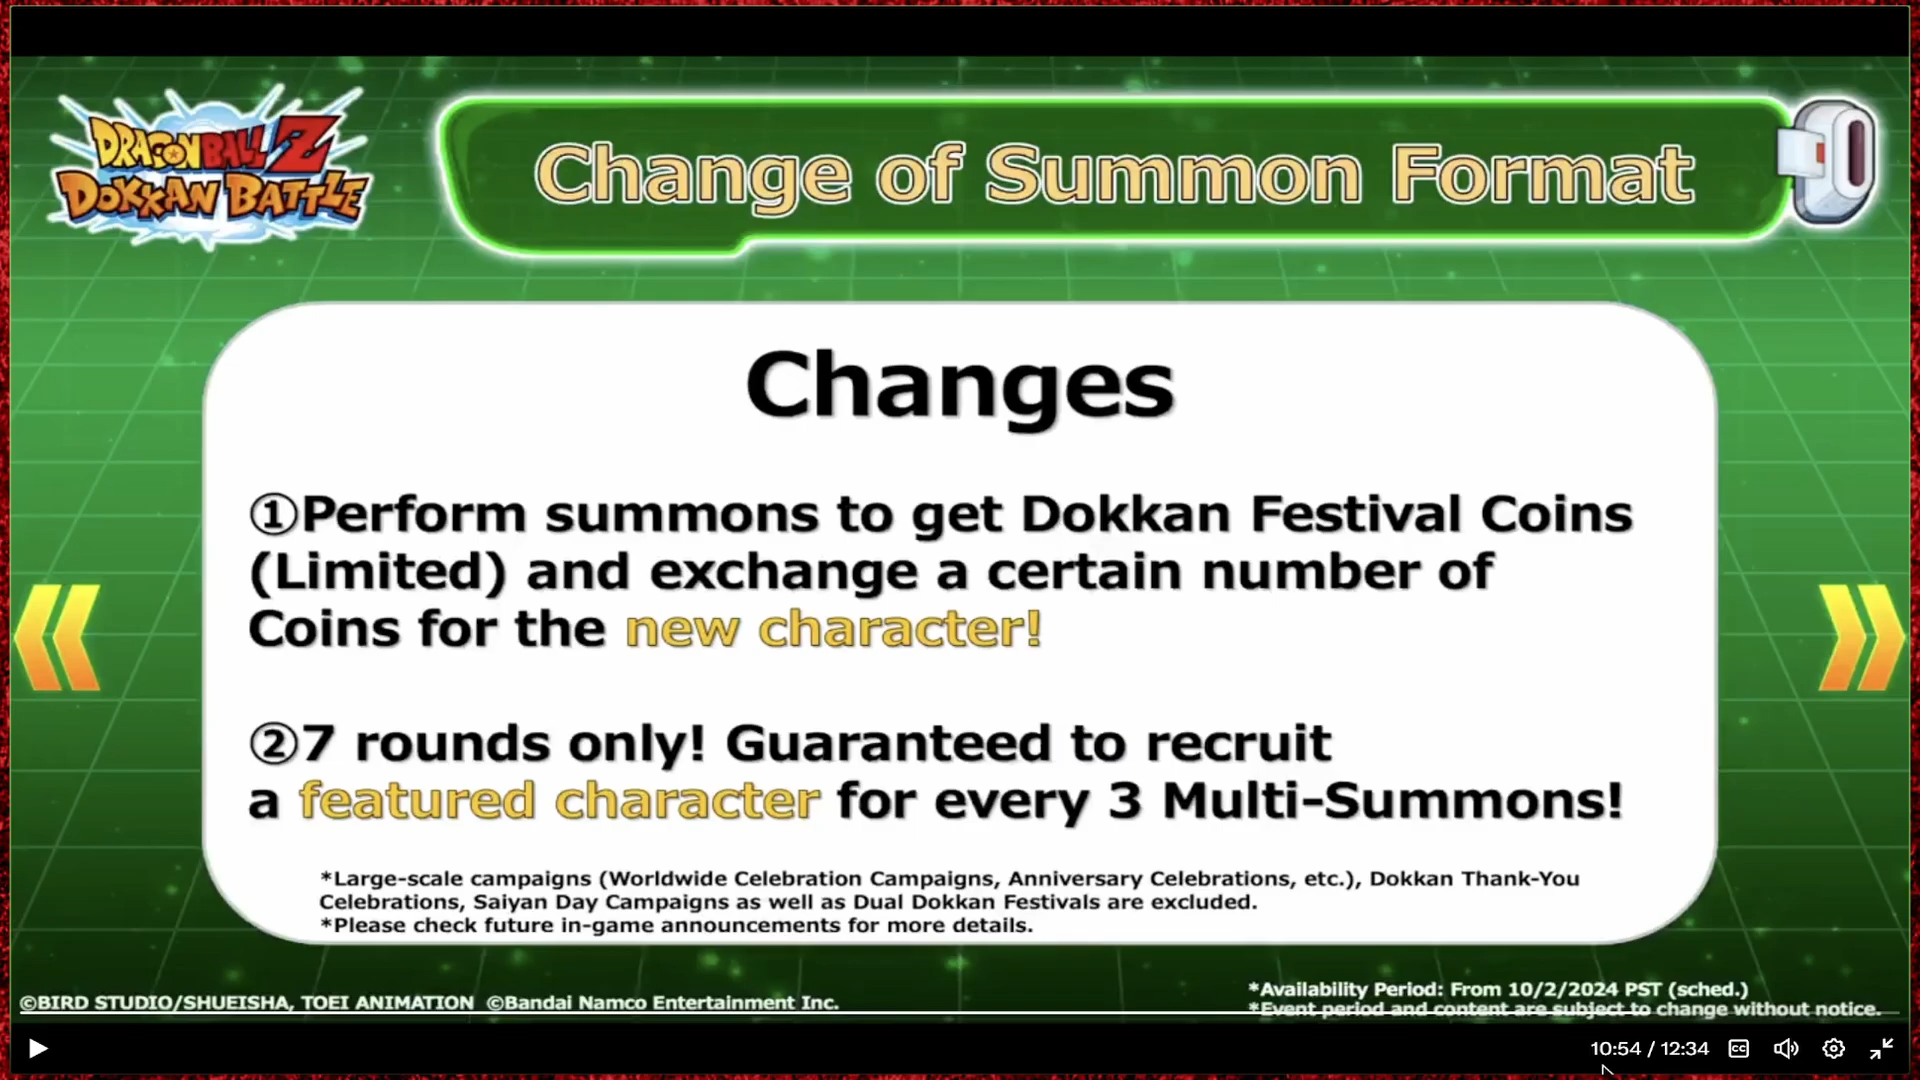 DRAGON BALL Z
DOKKAN BATTLE
Change of Summon Format
Changes
①Perform summons to get Dokkan Festival Coins
(Limited) and exchange a certain number of
Coins for the new character!
②7 rounds only! Guaranteed to recruit
a featured character for every 3 Multi-Summons!
*Large-scale campaigns (Worldwide Celebration Campaigns, Anniversary Celebrations, etc.), Dokkan Thank-You
Celebrations, Saiyan Day Campaigns as well as Dual Dokkan Festivals are excluded.
*Please check future in-game announcements for more details.
*Availability Period: From 10/2/2024 PST (sched.)
©BIRD STUDIO/SHUEISHA, TOEI ANIMATION ©Bandai Namco Entertainment Inc.
*Event period and content are subject to change without notice.
10:54 / 12:34
CC